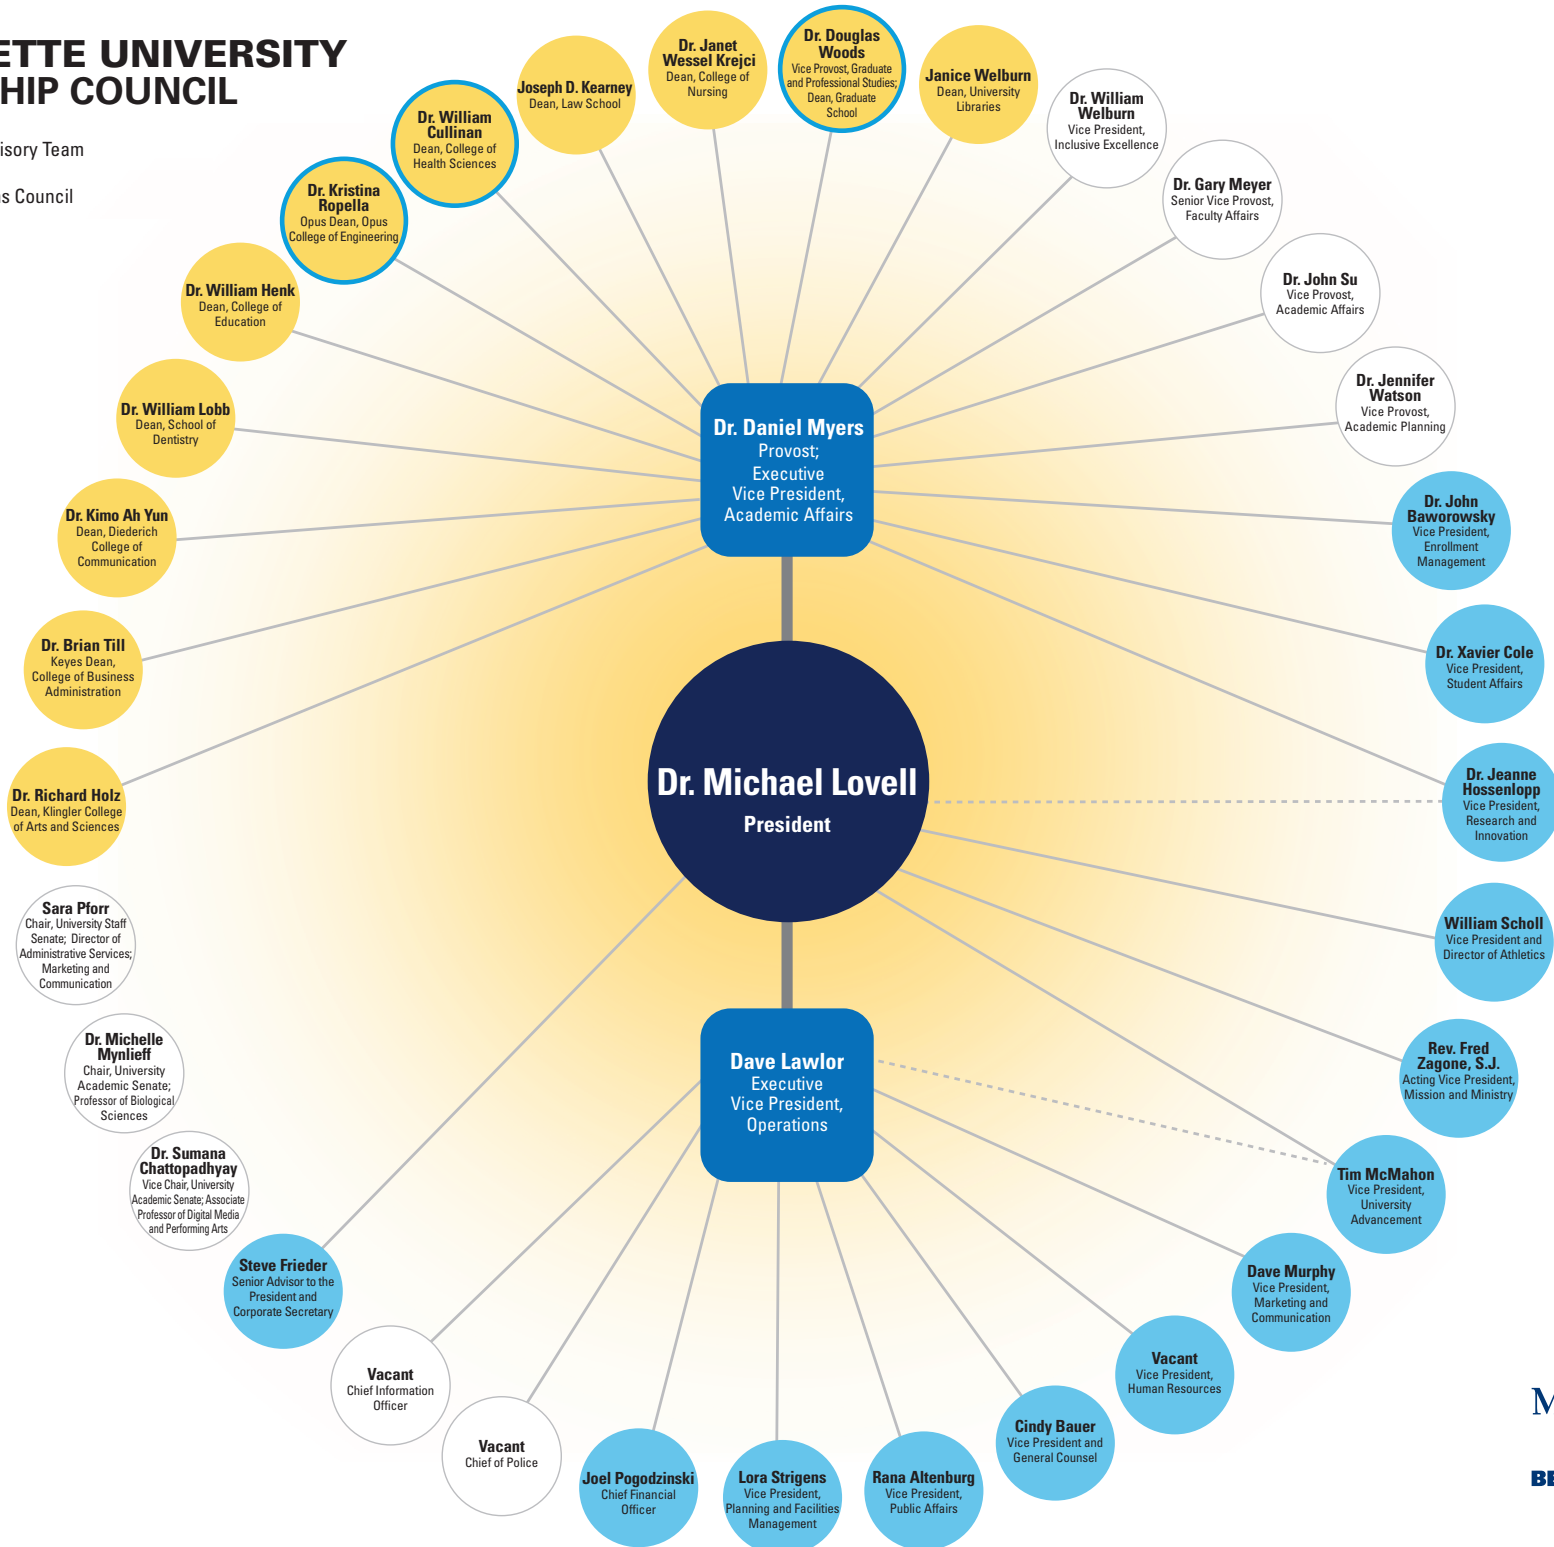 ETTE UNIVERSITY
HIP COUNCIL
isory Team
s Council
Joseph D. Kearney
Dean, Law School
Dr. Janet
Wessel Krejci
Dean, College of
Nursing
Dr. Douglas
Woods
Vice Provost, Graduate
and Professional Studies;
Dean, Graduate
School
Janice Welburn
Dean, University
Libraries
Dr. William
Welburn
Vice President,
Inclusive Excellence
Dr. Gary Meyer
Senior Vice Provost,
Faculty Affairs
Dr. John Su
Vice Provost,
Academic Affairs
Dr. Jennifer
Watson
Vice Provost,
Academic Planning
Dr. John
Baworowsky
Vice President,
Enrollment
Management
Dr. Xavier Cole
Vice President,
Student Affairs
Dr. Jeanne
Hossenlopp
Vice President,
Research and
Innovation
William Scholl
Vice President and
Director of Athletics
Rev. Fred
Zagone, S.J.
Acting Vice President,
Mission and Ministry
Tim McMahon
Vice President,
University
Advancement
Dave Murphy
Vice President,
Marketing and
Communication
Vacant
Vice President,
Human Resources
Cindy Bauer
Vice President and
General Counsel
Rana Altenburg
Vice President,
Public Affairs
Lora Strigens
Vice President,
Planning and Facilities
Management
Joel Pogodzinski
Chief Financial
Officer
Vacant
Chief of Police
Vacant
Chief Information
Officer
Steve Frieder
Senior Advisor to the
President and
Corporate Secretary
Dr. Sumana
Chattopadhyay
Vice Chair, University
Academic Senate; Associate
Professor of Digital Media
and Performing Arts
Dr. Michelle
Mynlieff
Chair, University
Academic Senate;
Professor of Biological
Sciences
Sara Pforr
Chair, University Staff
Senate; Director of
Administrative Services;
Marketing and
Communication
Dr. Richard Holz
Dean, Klingler College
of Arts and Sciences
Dr. Brian Till
Keyes Dean,
College of Business
Administration
Dr. Kimo Ah Yun
Dean, Diederich
College of
Communication
Dr. William Lobb
Dean, School of
Dentistry
Dr. William Henk
Dean, College of
Education
Dr. Kristina
Ropella
Opus Dean, Opus
College of Engineering
Dr. William
Cullinan
Dean, College of
Health Sciences
Dr. Daniel Myers
Provost;
Executive
Vice President,
Academic Affairs
Dr. Michael Lovell
President
Dave Lawlor
Executive
Vice President,
Operations
M
BE